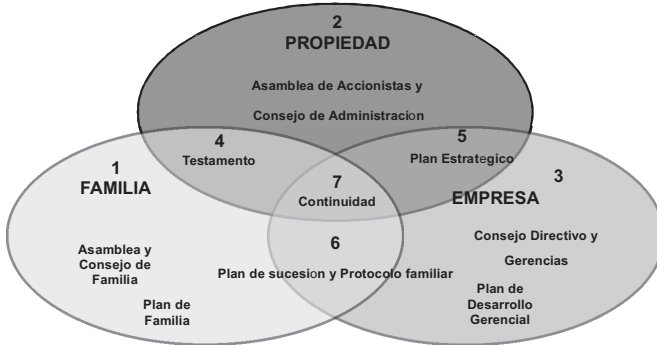 2
PROPIEDAD
Asamblea de Accionistas y
Consejo de Administracion
4
Testamento
5
Plan Estrategico
1
FAMILIA
7
Continuidad
3
EMPRESA
6
Plan de sucesion y Protocolo familiar
Asamblea y
Consejo de
Familia
Plan de
Familia
Consejo Directivo y
Gerencias
Plan de
Desarrollo
Gerencial